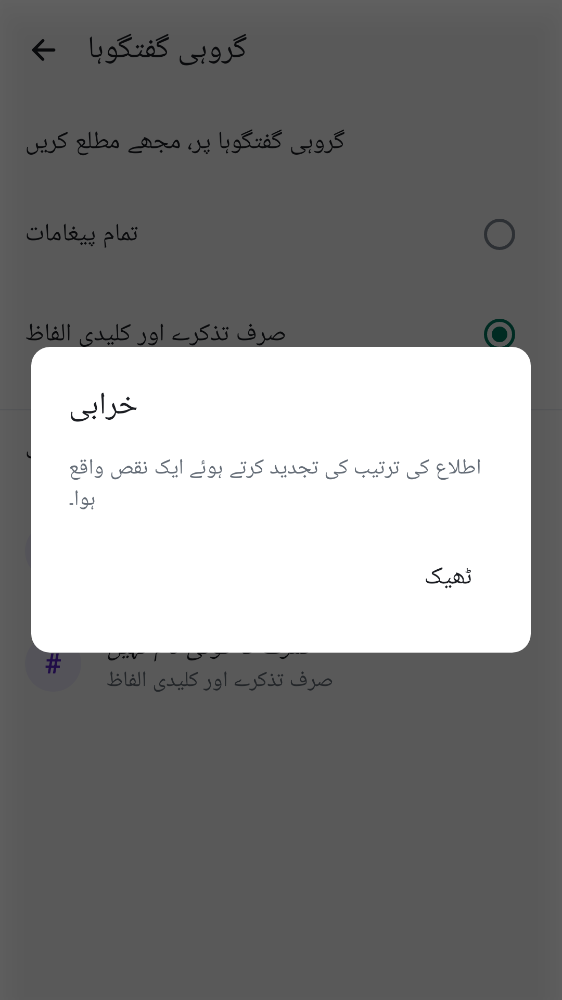 گروہی گفتگوہا
گروہی گفتگوہا پر، مجھے مطلع کریں
تمام پیغامات
صرف تذکرے اور کلیدی الفاظ
خرابی
اطلاع کی ترتیب کی تجدید کرتے ہوئے ایک نقص واقع
ہوا۔
ٹھیک
#
صرف تذکرے اور کلیدی الفاظ